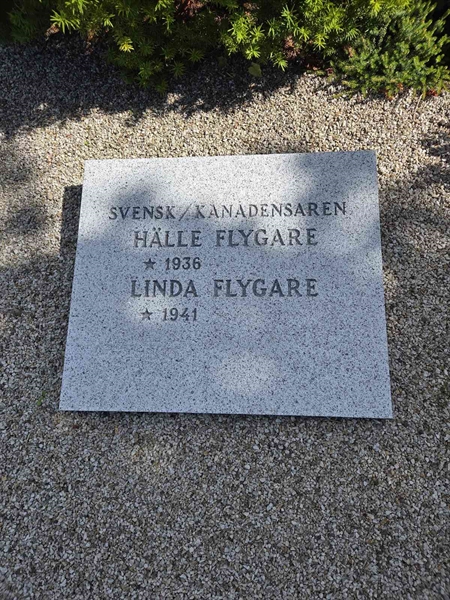 SVENSK/KANADENSAREN
HÄLLE FLYGARE
☆ 1936
LINDA FLYGARE
☆ 1941